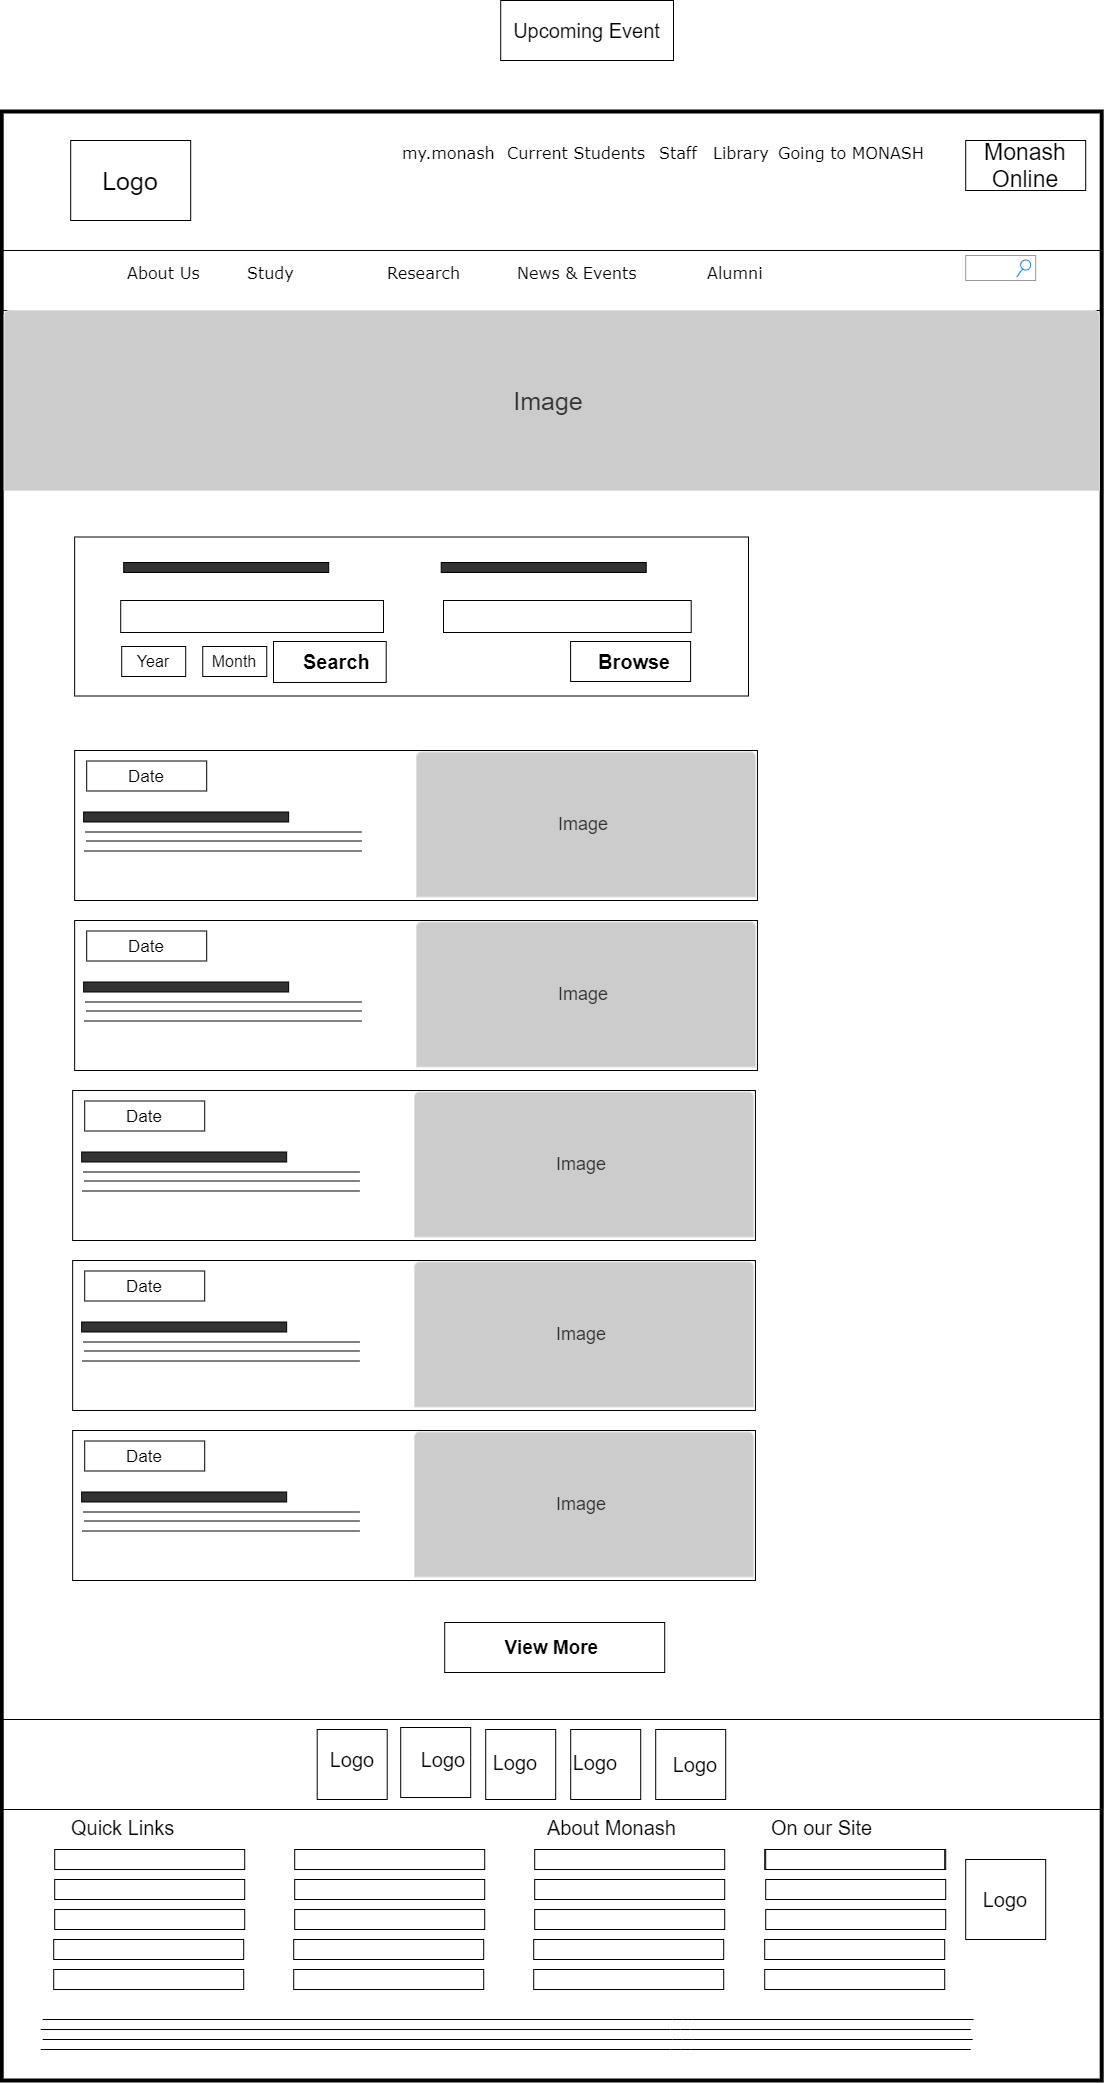 Upcoming Event
Logo
my.monash Current Students Staff Library Going to MONASH
Monash
Online
About Us Study Research News & Events Alumni
Image
Year Month Search Browse
Date
Image
Date
Image
Date
Image
Date
Image
Date
Image
View More
Logo Logo Logo Logo Logo
Quick Links About Monash On our Site
Logo